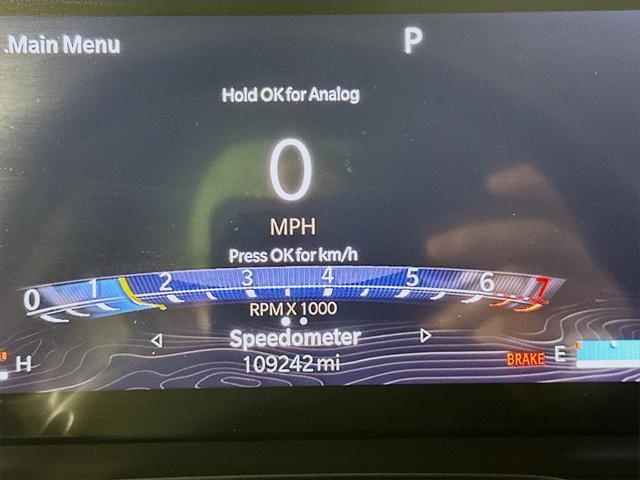 .Main Menu
P
Hold OK for Analog
0
MPH
Press OK for km/h
0 1 2 3 4 5 6 7
RPM X 1000
Speedometer
109242 mi
H
BRAKE E